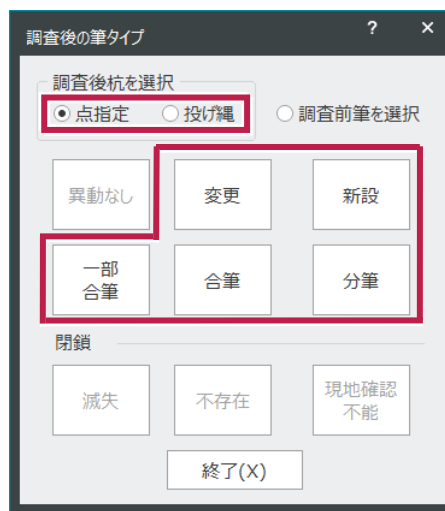 調査後の筆タイプ ? ×
調査後杭を選択
点指定 投げ縄 調査前筆を選択
異動なし 変更 新設
一部
合筆 合筆 分筆
閉鎖
滅失 不存在 現地確認
不能
終了(X)